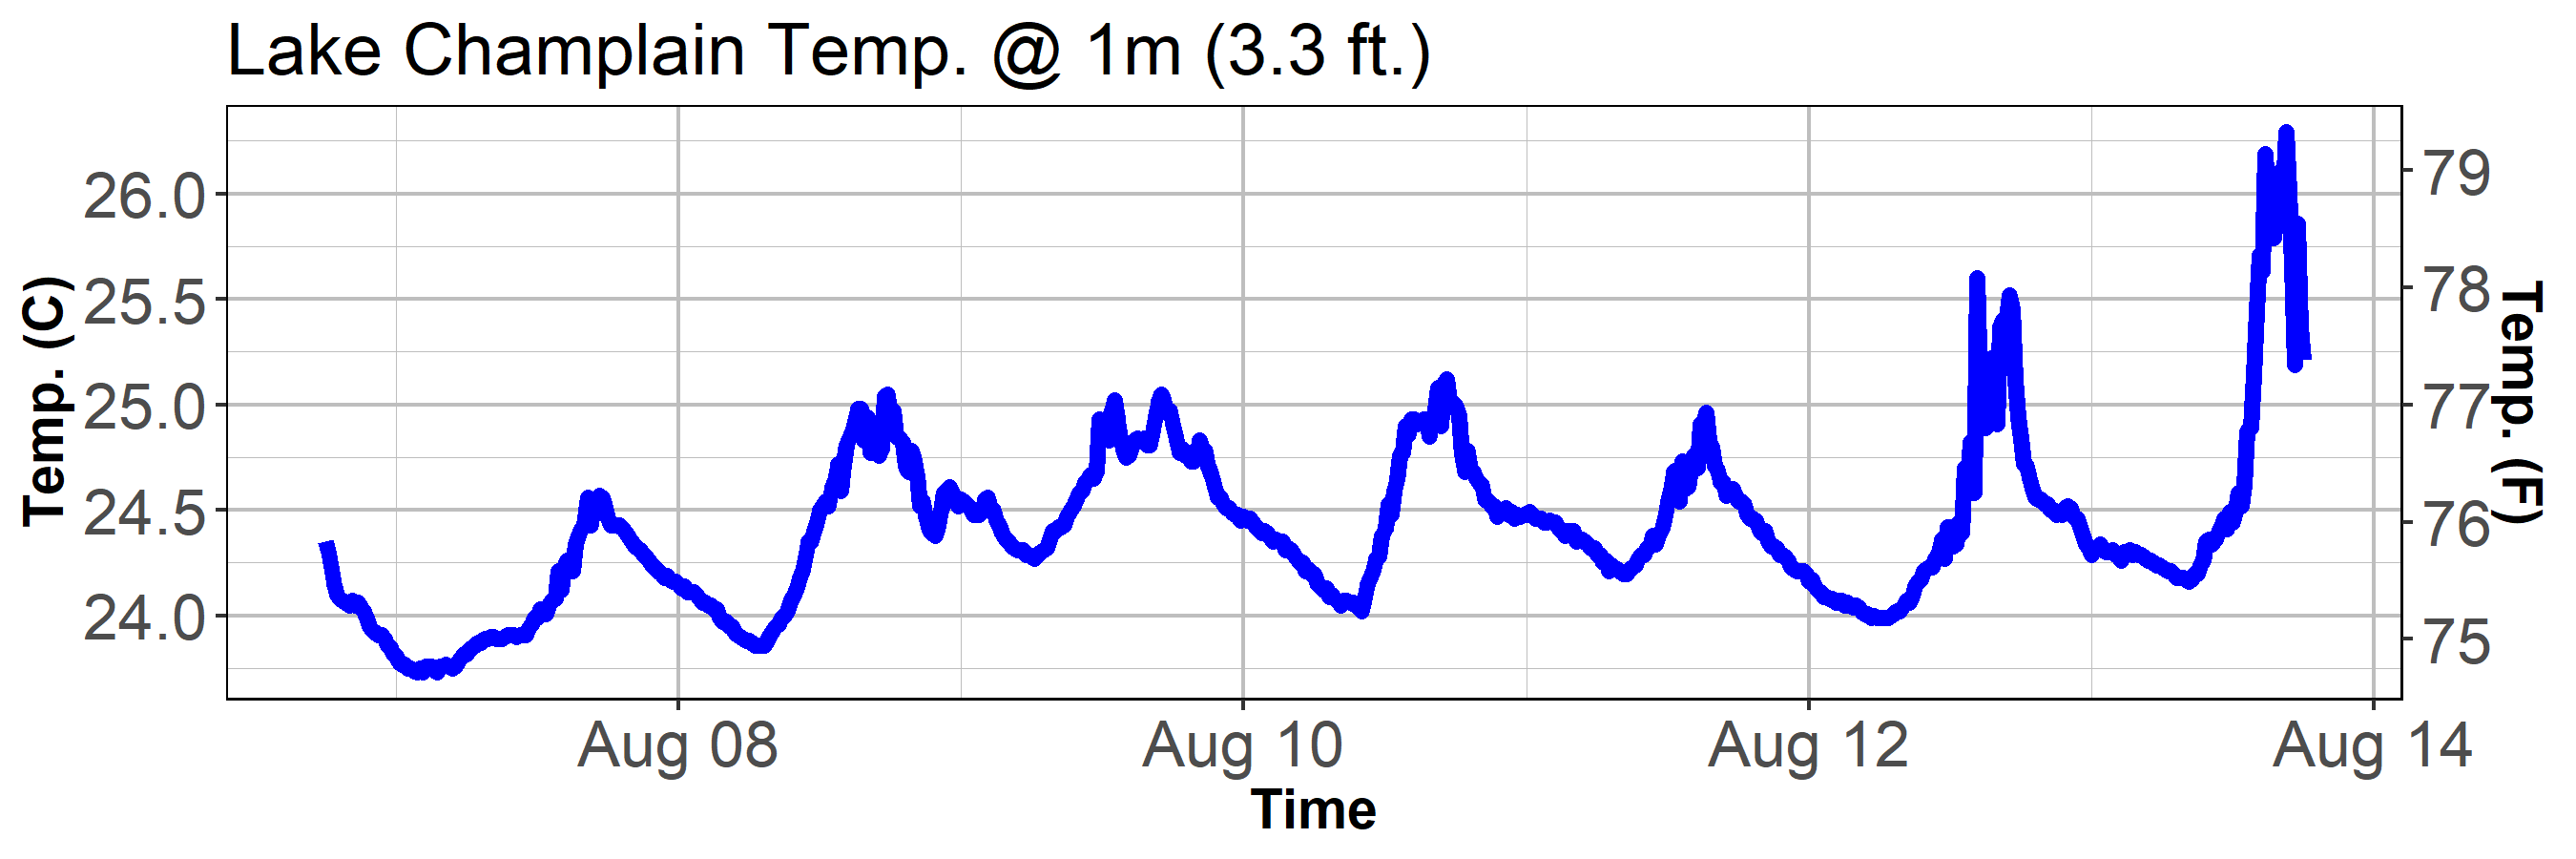 Lake Champlain Temp. @ 1m (3.3 ft.)
Temp. (C)
26.0
25.5
25.0
24.5
24.0
79
78
77
76
75
Temp. (F)
Aug 08 Aug 10 Aug 12 Aug 14
Time